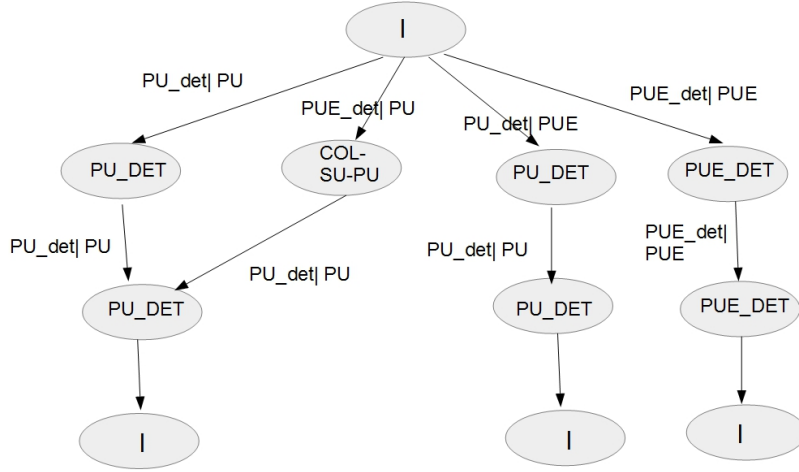 I
PU_det| PU
PUE_det| PU
PU_det| PUE
PUE_det| PUE
PU_DET
COL-
SU-PU
PU_DET
PUE_DET
PU_det| PU
PU_det| PU
PU_det| PU
PUE_det|
PUE
PU_DET
PU_DET
PUE_DET
I
I
I